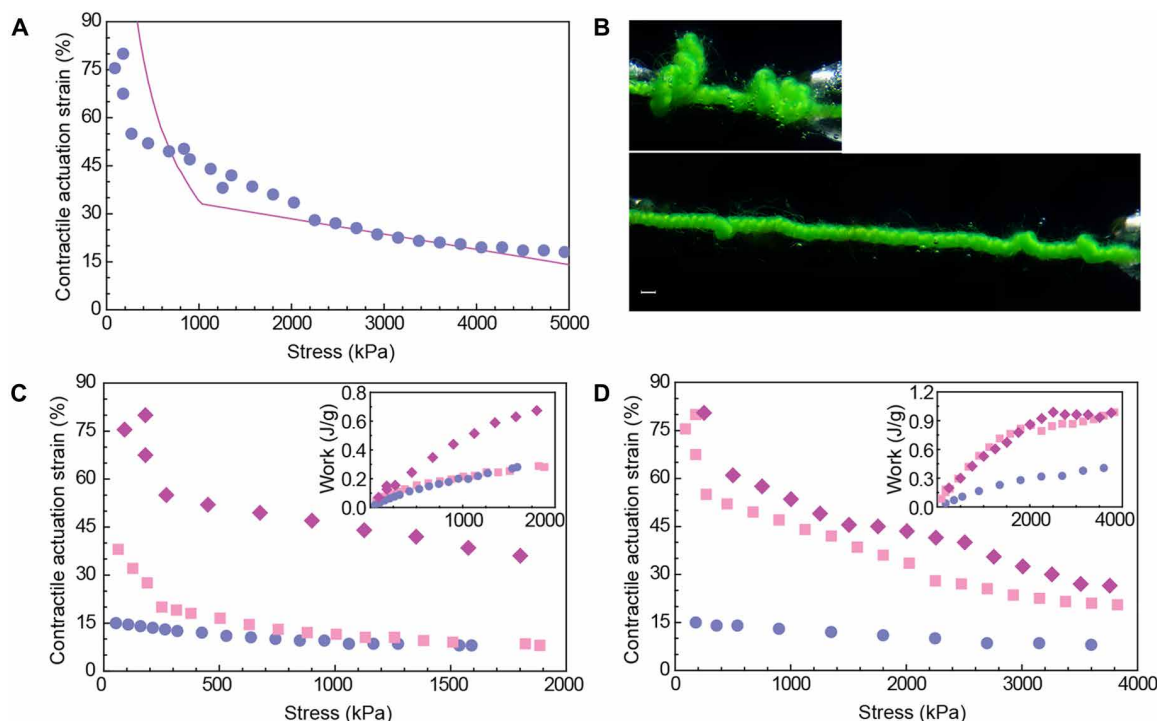 A
B
Contractile actuation strain (%)
90
75
60
45
30
15
0
0 1000 2000 3000 4000 5000
Stress (kPa)
C
D
Contractile actuation strain (%)
90
75
60
45
30
15
0
0 500 1000 1500 2000
Stress (kPa)
Work (J/g)
0.8
0.6
0.4
0.2
0.0
1000 2000
Contractile actuation strain (%)
90
75
60
45
30
15
0
0 1000 2000 3000 4000
Stress (kPa)
Work (J/g)
1.2
0.9
0.6
0.3
0.0
2000 4000